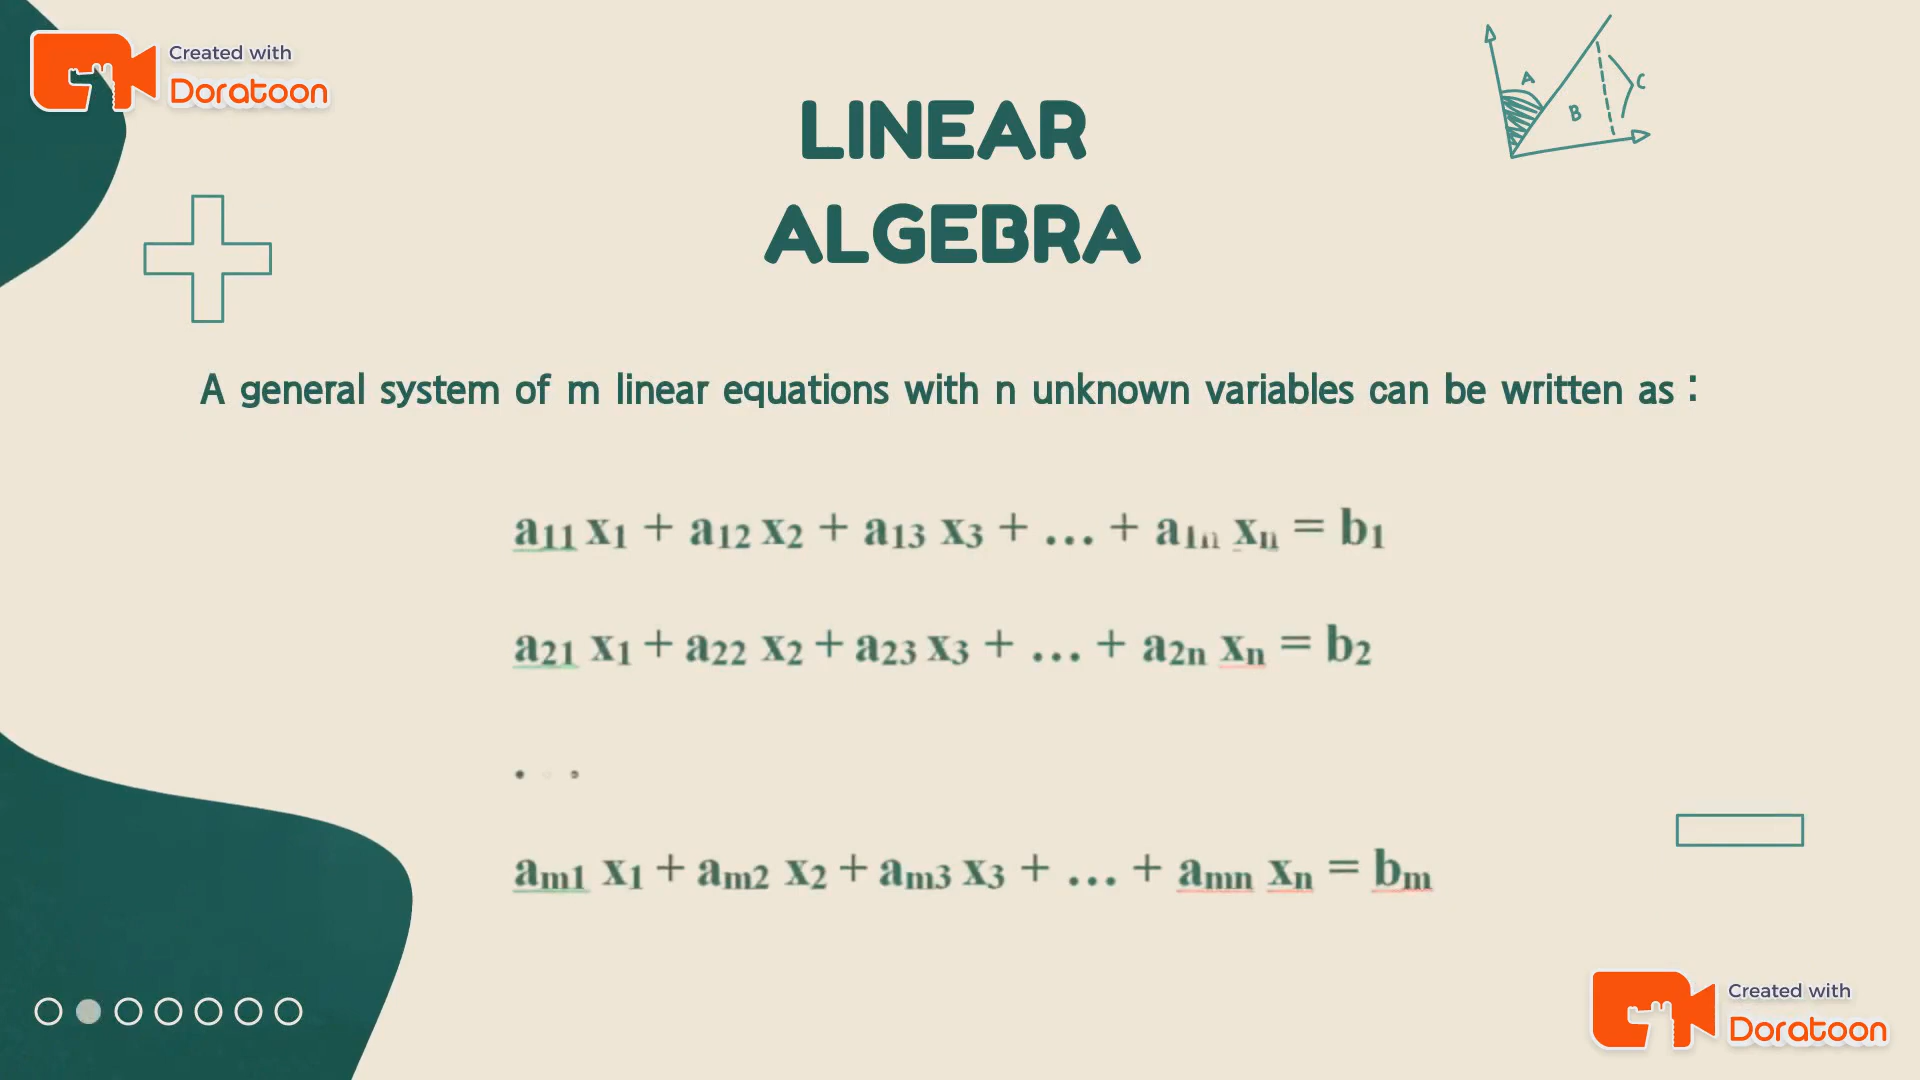 Created with
Doratoon
A
B
C
LINEAR
ALGEBRA
A general system of m linear equations with n unknown variables can be written as :
a₁₁ x₁ + a₁₂ x₂ + a₁₃ x₃ + ... + a₁ₙ xₙ = b₁
a₂₁ x₁ + a₂₂ x₂ + a₂₃ x₃ + ... + a₂ₙ xₙ = b₂
. . .
aₘ₁ x₁ + aₘ₂ x₂ + aₘ₃ x₃ + ... + aₘₙ xₙ = bₘ
Created with
Doratoon